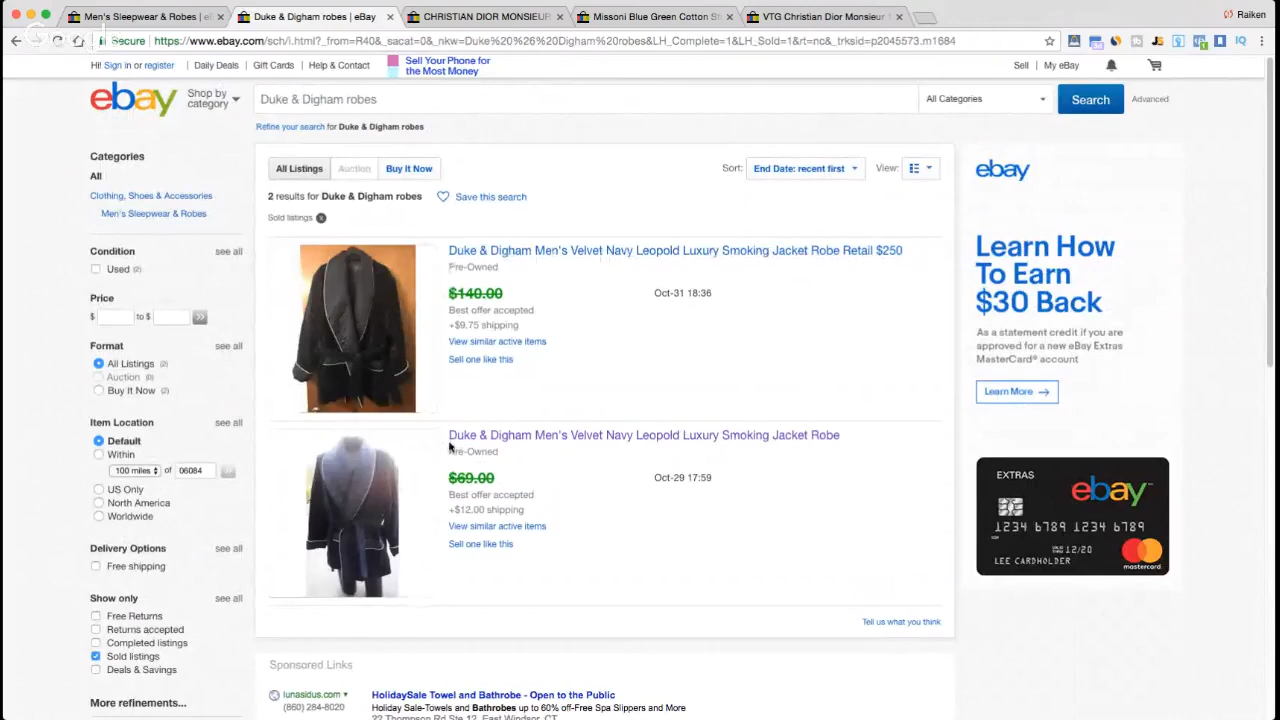 Men's Sleepwear & Robes | eB
Duke & Digham robes | eBay
CHRISTIAN DIOR MONSIEUR
Missoni Blue Green Cotton St
VTG Christian Dior Monsieur
Raiken
Secure
https://www.ebay.com/sch/i.html?_from=R40&_sacat=0&_nkw=Duke%20%26%20Digham%20robes&LH_Complete=1&LH_Sold=1&rt=nc&_trksid=p2045573.m1684
Hi! Sign in or register
Daily Deals
Gift Cards
Help & Contact
Sell Your Phone for
the Most Money
Sell
My eBay
ebay
Shop by
category
Duke & Digham robes
All Categories
Search
Advanced
Refine your search for Duke & Digham robes
Categories
All
Clothing, Shoes & Accessories
Men's Sleepwear & Robes
Condition
see all
Used (2)
Price
$ to $
Format
see all
All Listings (2)
Auction (0)
Buy It Now (2)
Item Location
see all
Default
Within
100 miles of 06084
US Only
North America
Worldwide
Delivery Options
see all
Free shipping
Show only
see all
Free Returns
Returns accepted
Completed listings
Sold listings
Deals & Savings
More refinements...
All Listings
Auction
Buy It Now
Sort:
End Date: recent first
View:
2 results for Duke & Digham robes
Save this search
Sold listings
Duke & Digham Men's Velvet Navy Leopold Luxury Smoking Jacket Robe Retail $250
Pre-Owned
$140.00
Oct-31 18:36
Best offer accepted
+$9.75 shipping
View similar active items
Sell one like this
Duke & Digham Men's Velvet Navy Leopold Luxury Smoking Jacket Robe
Pre-Owned
$69.00
Oct-29 17:59
Best offer accepted
+$12.00 shipping
View similar active items
Sell one like this
Tell us what you think
Sponsored Links
lunasidus.com
(860) 284-8020
HolidaySale Towel and Bathrobe - Open to the Public
Holiday Sale-Towels and Bathrobes up to 60% off-Free Spa Slippers and More
22 Thompson Rd Ste 12, East Windsor, CT
ebay
Learn How
To Earn
$30 Back
As a statement credit if you are
approved for a new eBay Extras
MasterCard® account
Learn More
EXTRAS
ebay
1234 6789 1234 6789
12/20
LEE CARDHOLDER
mastercard